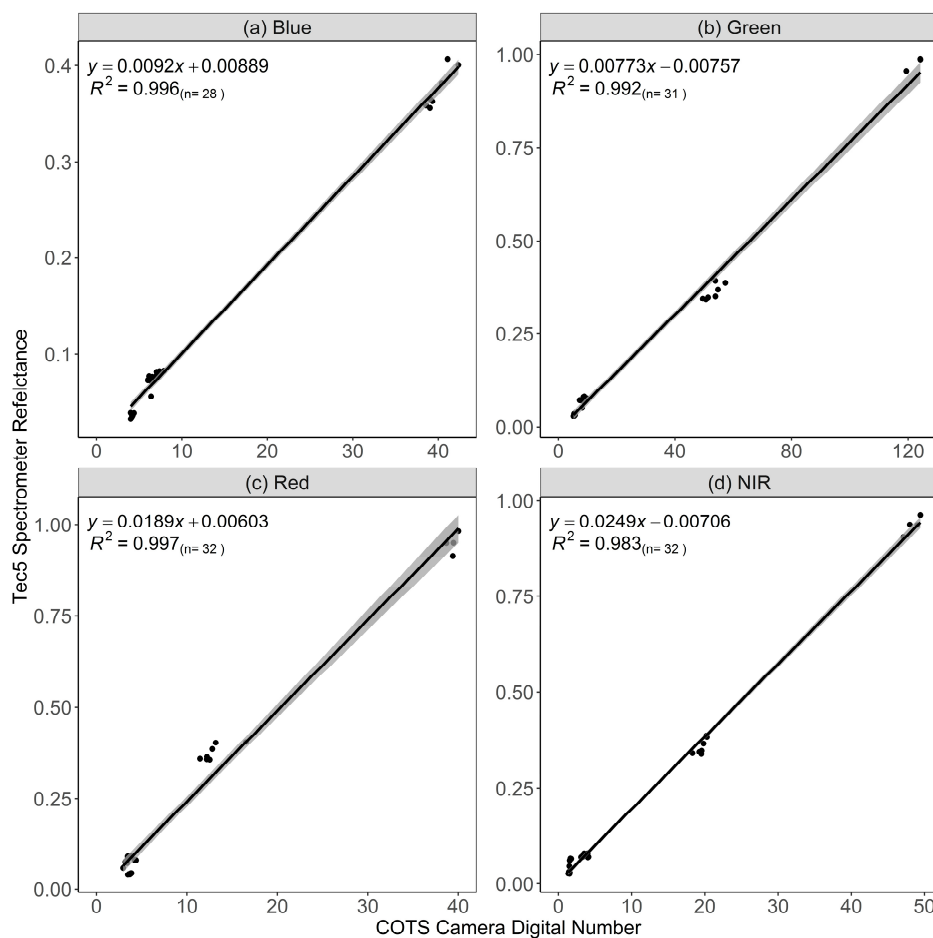 (a) Blue
y = 0.0092x + 0.00889
R² = 0.996(n= 28 )
0.4
0.3
0.2
0.1
0 10 20 30 40
(b) Green
y = 0.00773x − 0.00757
R² = 0.992(n= 31 )
1.00
0.75
0.50
0.25
0.00
0 40 80 120
Tec5 Spectrometer Refelctance
(c) Red
y = 0.0189x + 0.00603
R² = 0.997(n= 32 )
1.00
0.75
0.50
0.25
0.00
0 10 20 30 40
(d) NIR
y = 0.0249x − 0.00706
R² = 0.983(n= 32 )
1.00
0.75
0.50
0.25
0.00
0 10 20 30 40 50
COTS Camera Digital Number